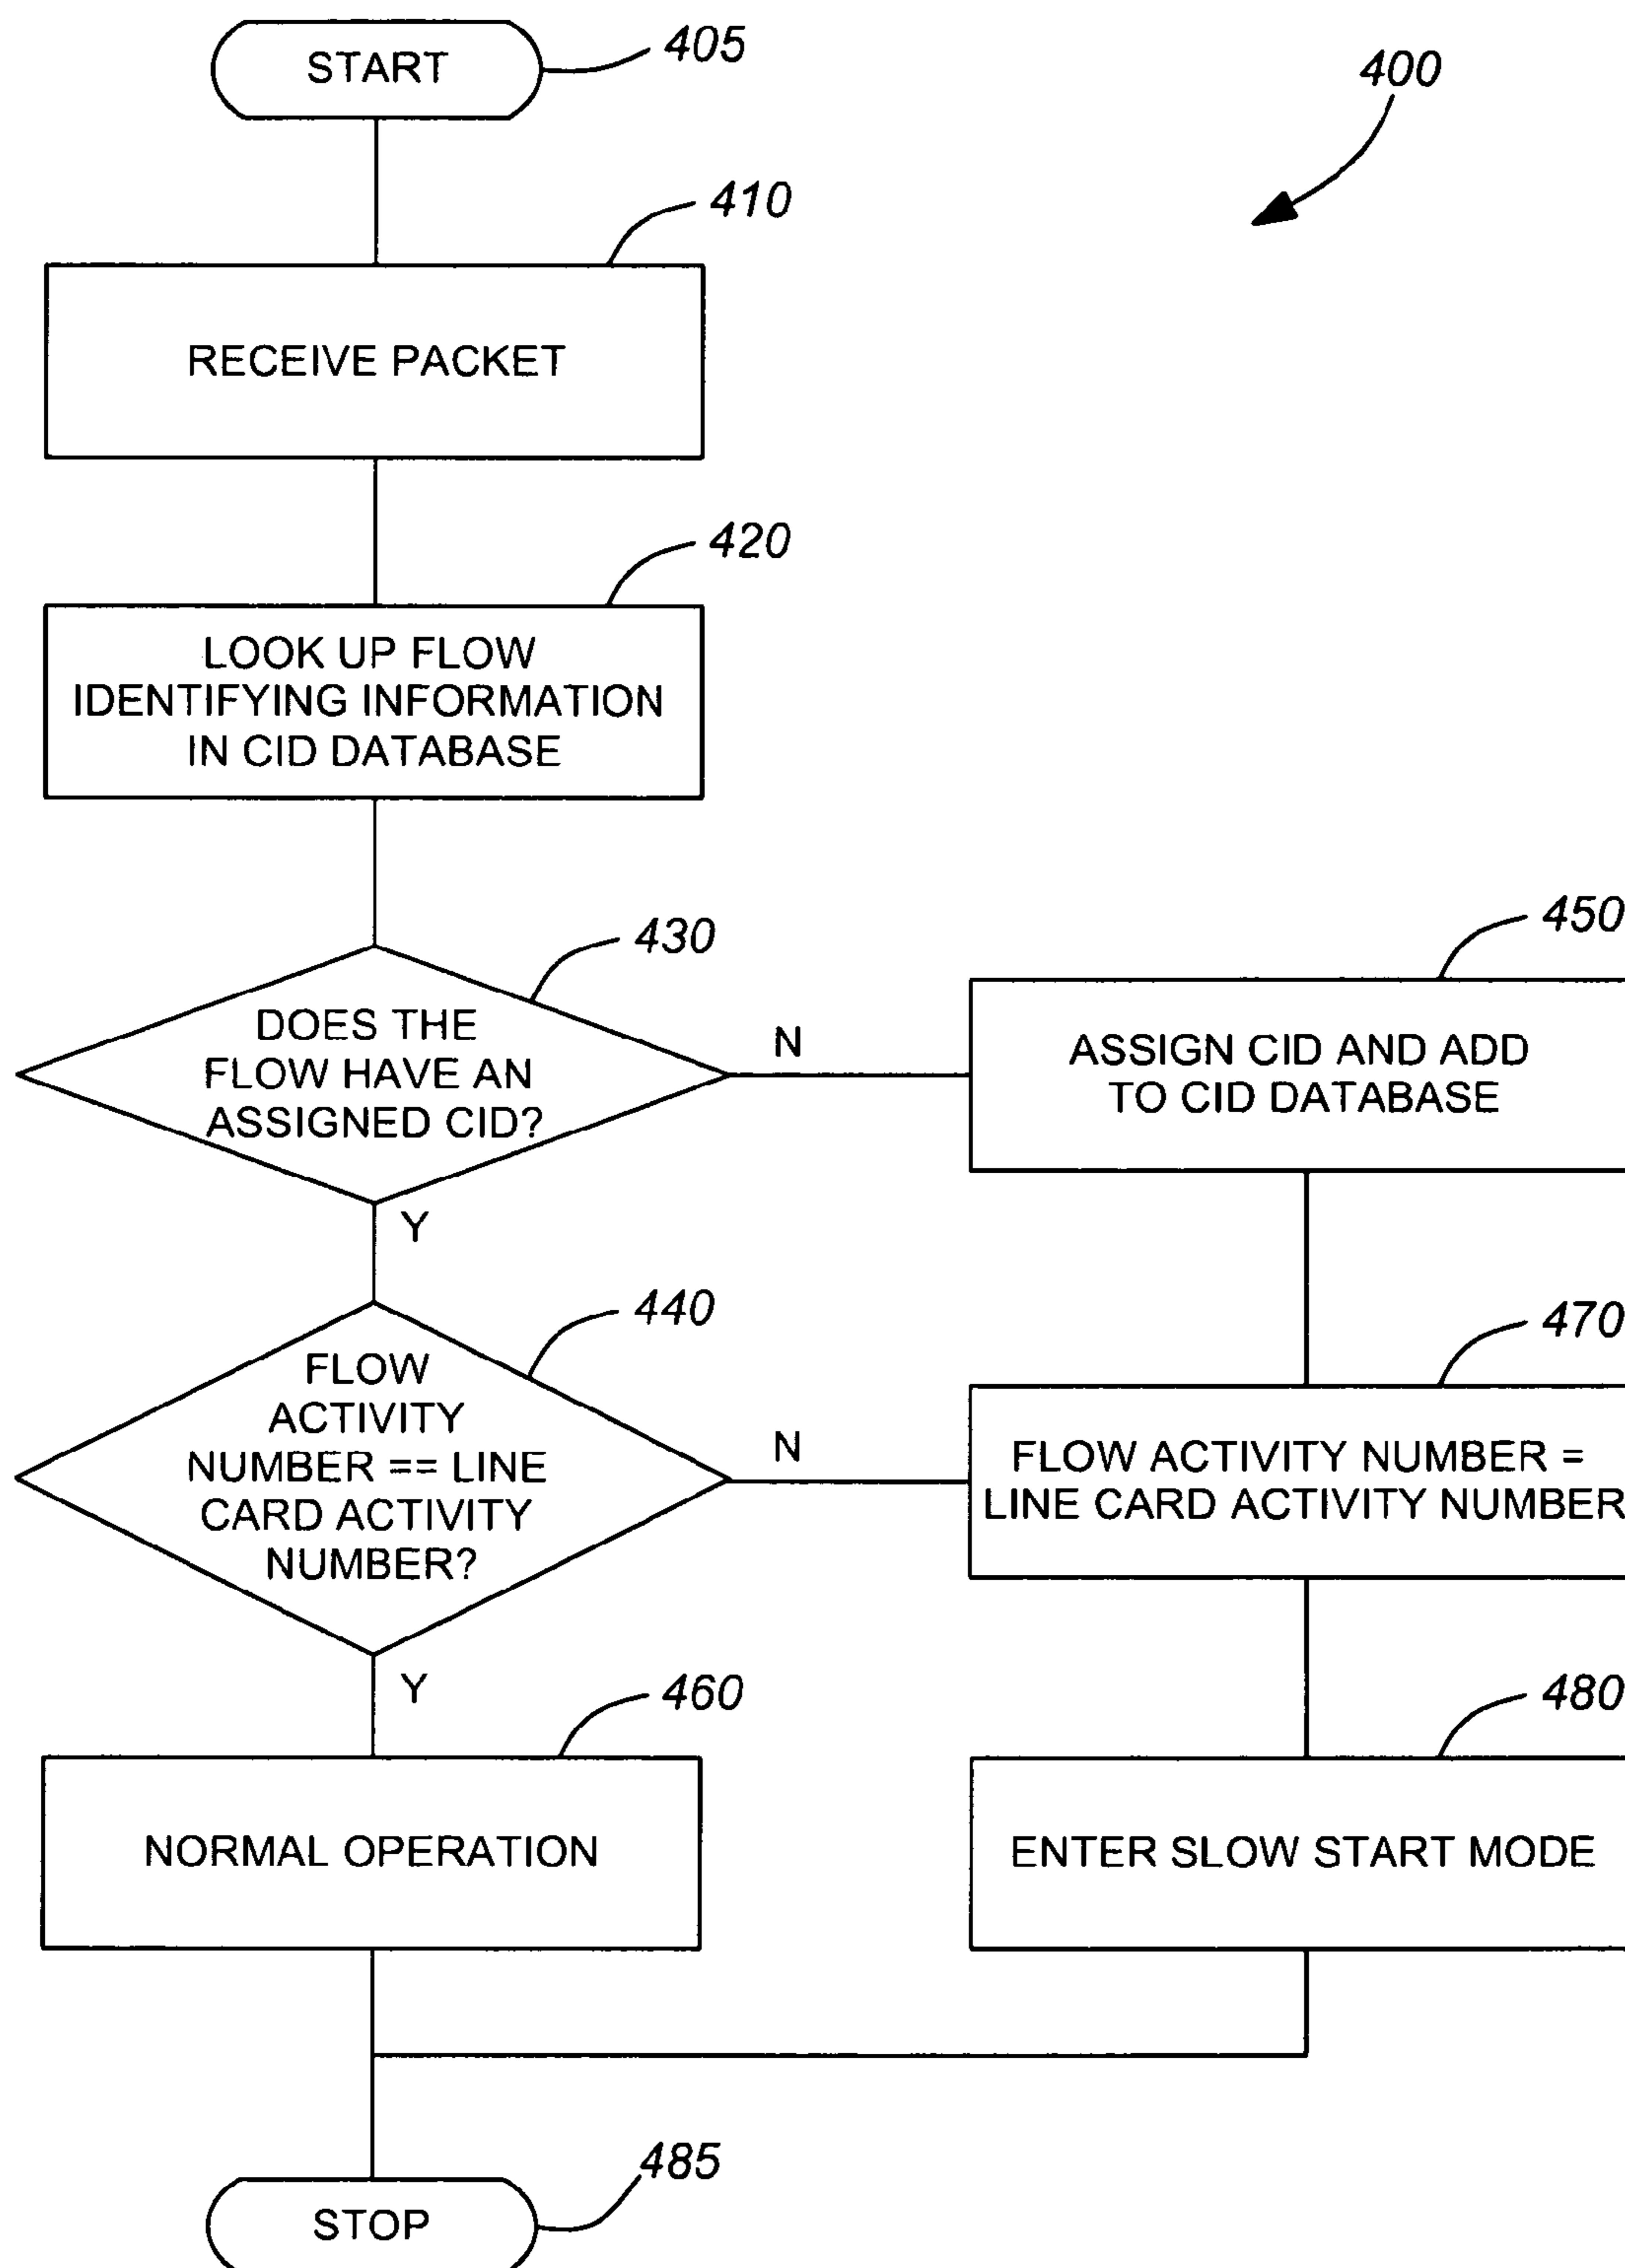 START
405
400
410
RECEIVE PACKET
420
LOOK UP FLOW
IDENTIFYING INFORMATION
IN CID DATABASE
430
DOES THE
FLOW HAVE AN
ASSIGNED CID?
N
450
ASSIGN CID AND ADD
TO CID DATABASE
Y
440
FLOW
ACTIVITY
NUMBER == LINE
CARD ACTIVITY
NUMBER?
N
470
FLOW ACTIVITY NUMBER =
LINE CARD ACTIVITY NUMBER
Y
460
NORMAL OPERATION
480
ENTER SLOW START MODE
485
STOP